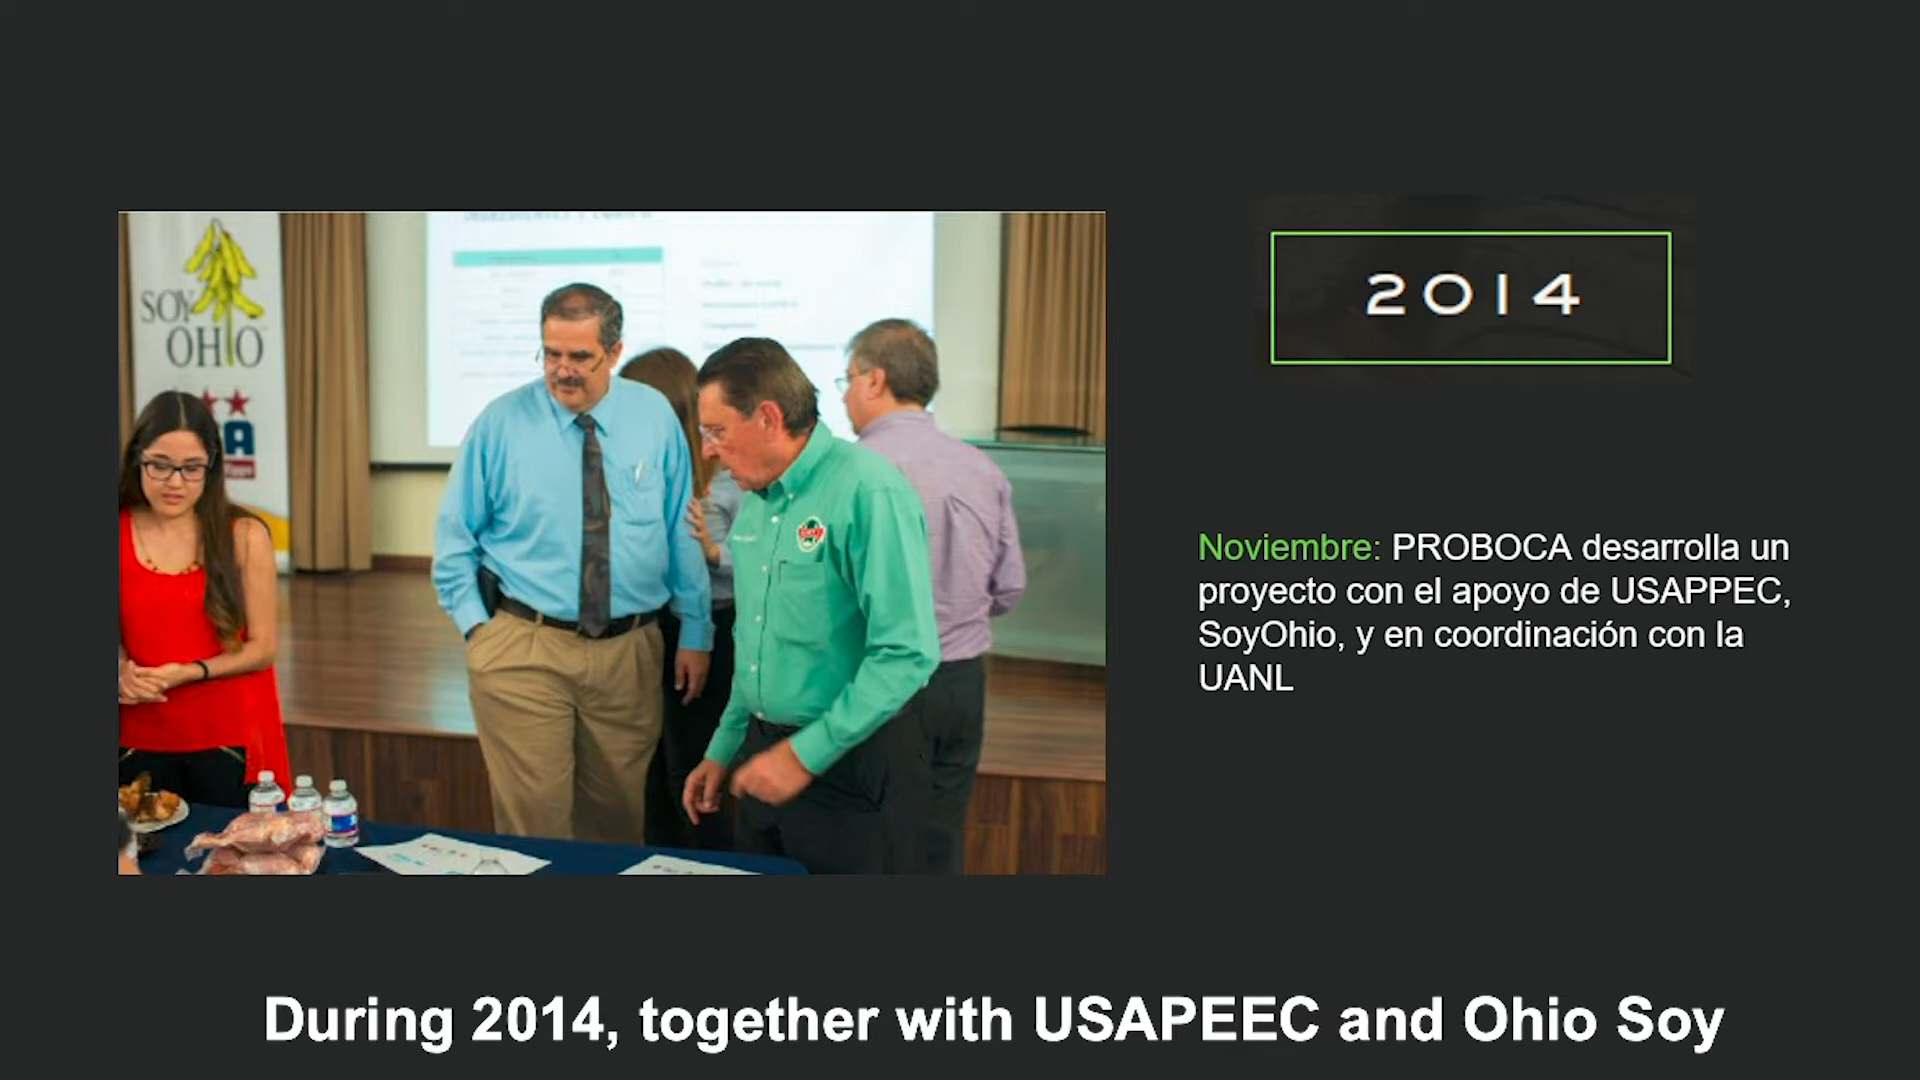 SOY
OHIO
2014
Noviembre: PROBOCA desarrolla un
proyecto con el apoyo de USAPPEC,
SoyOhio, y en coordinación con la
UANL
During 2014, together with USAPEEC and Ohio Soy